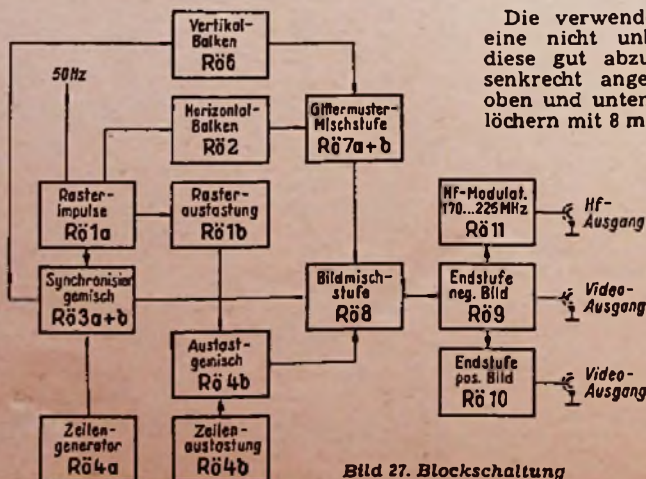 Vertikal-
Balken
Rö6
50Hz
Horizontal-
Balken
Rö2
Gittermuster-
Mischstufe
Rö7a+b
Raster-
impulse
Rö1a
Raster-
austastung
Rö1b
Hf-Modulat.
170...225MHz
Rö11
Hf-
Ausgang
Synchronisier
gemisch
Rö3a+b
Bildmisch-
stufe
Rö8
Endstufe
neg. Bild
Rö9
Video-
Ausgang
Austast-
gemisch
Rö4b
Endstufe
pos. Bild
Rö10
Video-
Ausgang
Zeilen-
generator
Rö4a
Zeilen-
austastung
Rö4b
Bild 27. Blockschaltung
Die verwend
eine nicht unl
diese gut abzu
senkrecht ange
oben und unter
löchern mit 8 m